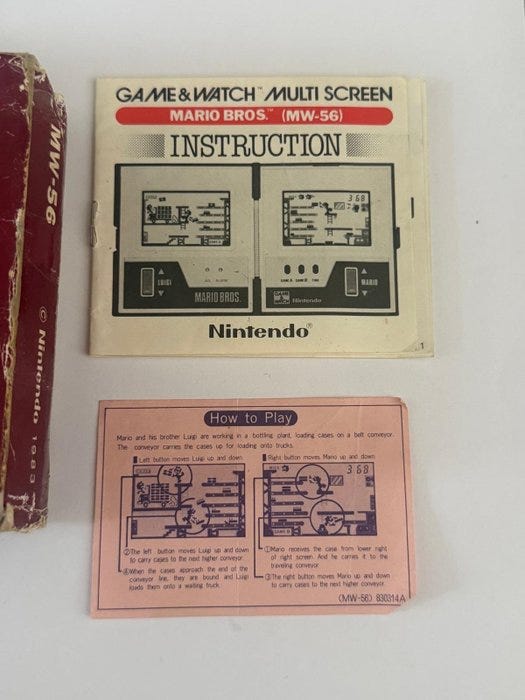 MW-56 © Nintendo 1983
GAME&WATCH™ MULTI SCREEN
MARIO BROS.™ (MW-56)
INSTRUCTION
368
LUIGI
MARIO BROS.
GAME A GAME B TIME
Nintendo
MARIO
Nintendo®
1
How to Play
Mario and his brother Luigi are working in a bottling plant, loading cases on a belt conveyor.
The conveyor carries the cases up for loading onto trucks.
Left button moves Luigi up and down.
Right button moves Mario up and down.
368
②The left button moves Luigi up and down
to carry cases to the next higher conveyor.
④When the cases approach the end of the
conveyor line, they are bound and Luigi
loads them onto a waiting truck.
①Mario receives the case from lower right
of right screen. And he carries it to the
traveling conveyor.
③The right button moves Mario up and down
to carry cases to the next higher conveyor.
(MW-56) 830314A